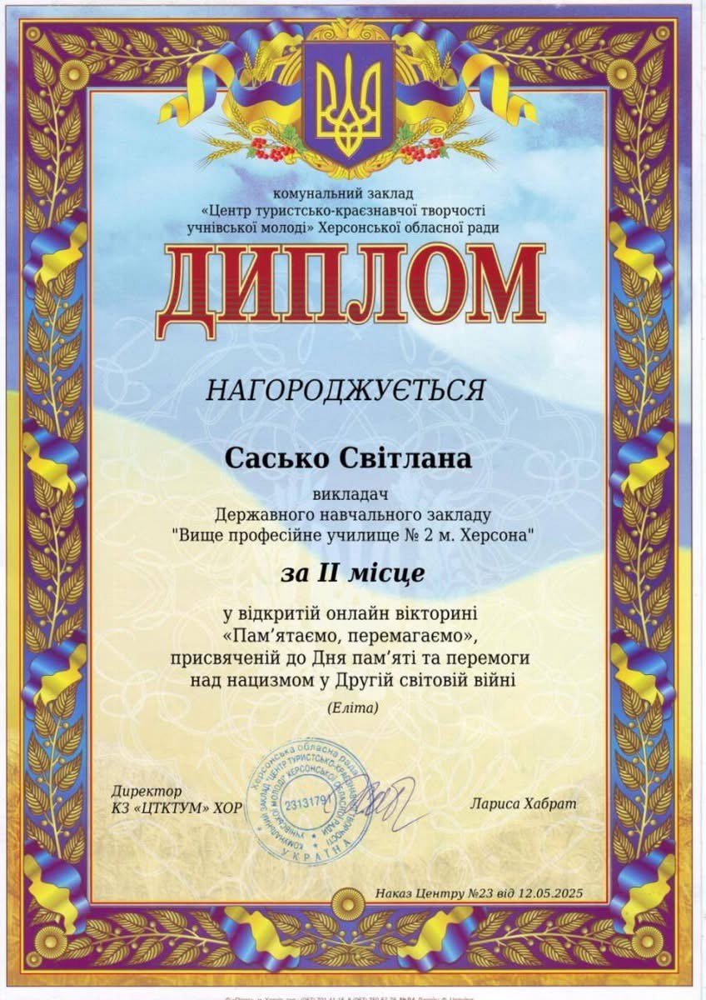 комунальний заклад
«Центр туристсько-краєзнавчої творчості
учнівської молоді» Херсонської обласної ради
ДИПЛОМ
НАГОРОДЖУЄТЬСЯ
Сасько Світлана
викладач
Державного навчального закладу
"Вище професійне училище № 2 м. Херсона"
за ІІ місце
у відкритій онлайн вікторині
«Пам’ятаємо, перемагаємо»,
присвяченій до Дня пам’яті та перемоги
над нацизмом у Другій світовій війні
(Еліта)
Херсонська обласна рада
КОМУНАЛЬНИЙ ЗАКЛАД "ЦЕНТР ТУРИСТСЬКО-КРАЄЗНАВЧОЇ ТВОРЧОСТІ
УЧНІВСЬКОЇ МОЛОДІ" ХЕРСОНСЬКОЇ ОБЛАСНОЇ РАДИ
23131791
УКРАЇНА
Директор
КЗ «ЦТКТУМ» ХОР
Лариса Хабрат
Наказ Центру №23 від 12.05.2025